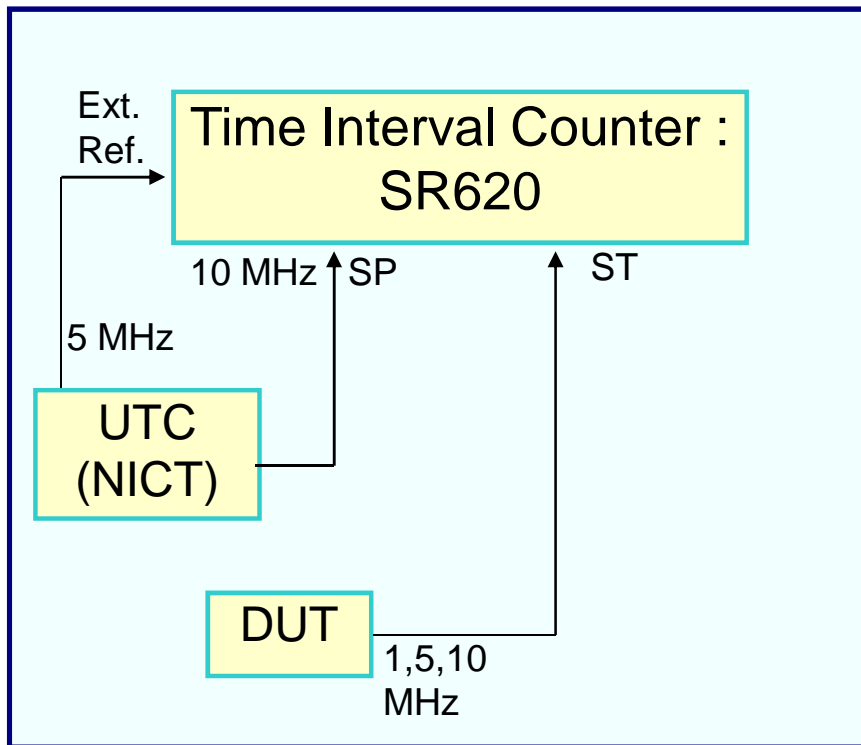 Ext.
Ref.
Time Interval Counter :
SR620
10 MHz
SP
ST
5 MHz
UTC
(NICT)
DUT
1,5,10
MHz